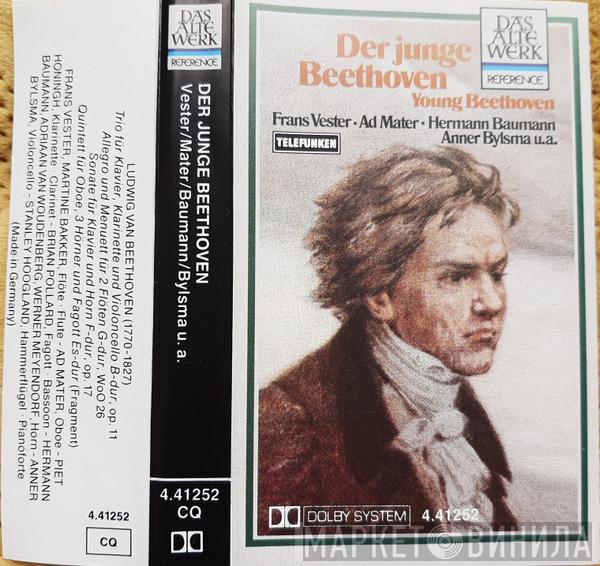 LUDWIG VAN BEETHOVEN (1770-1827)
Trio für Klavier, Klarinette und Violoncello B-dur, op. 11
Allegro und Menuett für 2 Flöten G-dur, WoO 26
Sonate für Klavier und Horn F-dur, op. 17
Quintett für Oboe, 3 Hörner und Fagott Es-dur (Fragment)
FRANS VESTER, MARTINE BAKKER, Flöte · Flute - AD MATER, Oboe - PIET
HONINGH, Klarinette · Clarinet - BRIAN POLLARD, Fagott · Bassoon - HERMANN
BAUMANN, ADRIAAN VAN WOUDENBERG, WERNER MEYENDORF, Horn - ANNER
BYLSMA, Violoncello - STANLEY HOOGLAND, Hammerflügel · Pianoforte
(Made in Germany)
4.41252
CQ
DAS
ALTE
WERK
REFERENCE
DER JUNGE BEETHOVEN
Vester/Mater/Baumann/Bylsma u. a.
4.41252
CQ
DAS
ALTE
WERK
REFERENCE
Der junge
Beethoven
Young Beethoven
Frans Vester · Ad Mater · Hermann Baumann
Anner Bylsma u. a.
TELEFUNKEN
DOLBY SYSTEM 4.41252
МАРКЕТ ВИНИЛА